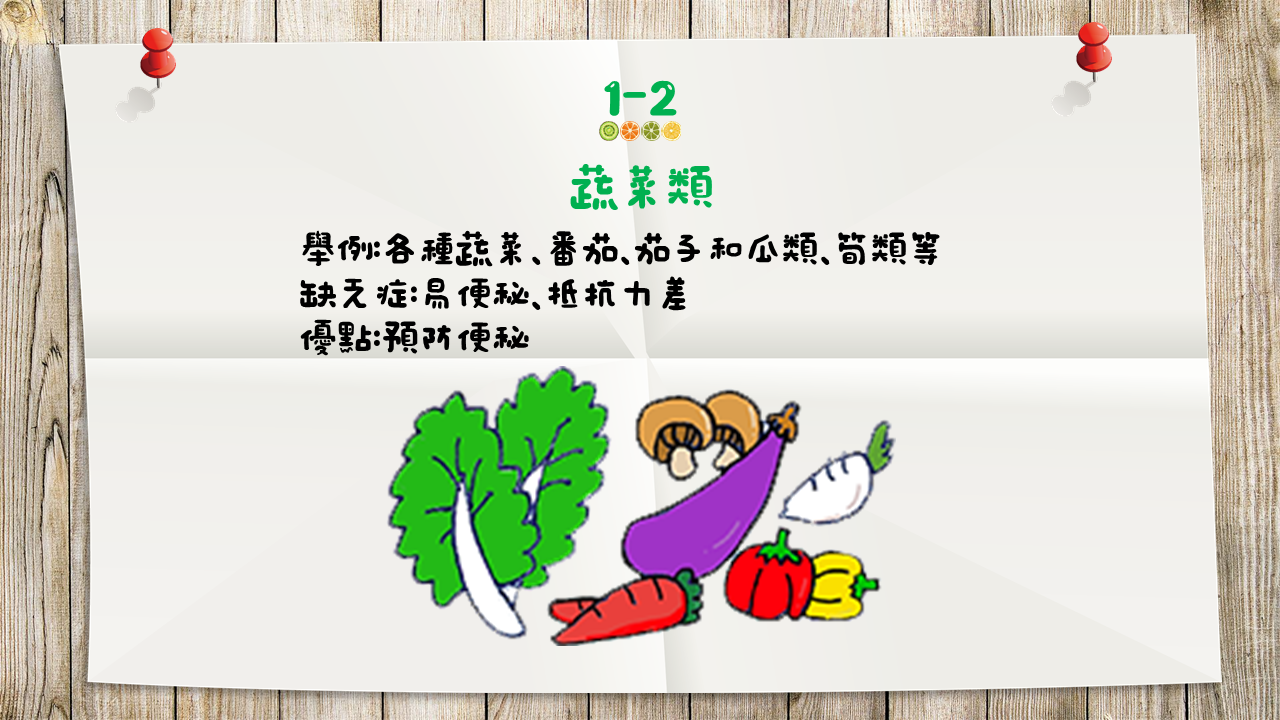 1-2
蔬菜類
舉例:各種蔬菜、番茄、茄子和瓜類、筍類等
缺乏症:易便秘、抵抗力差
優點:預防便秘